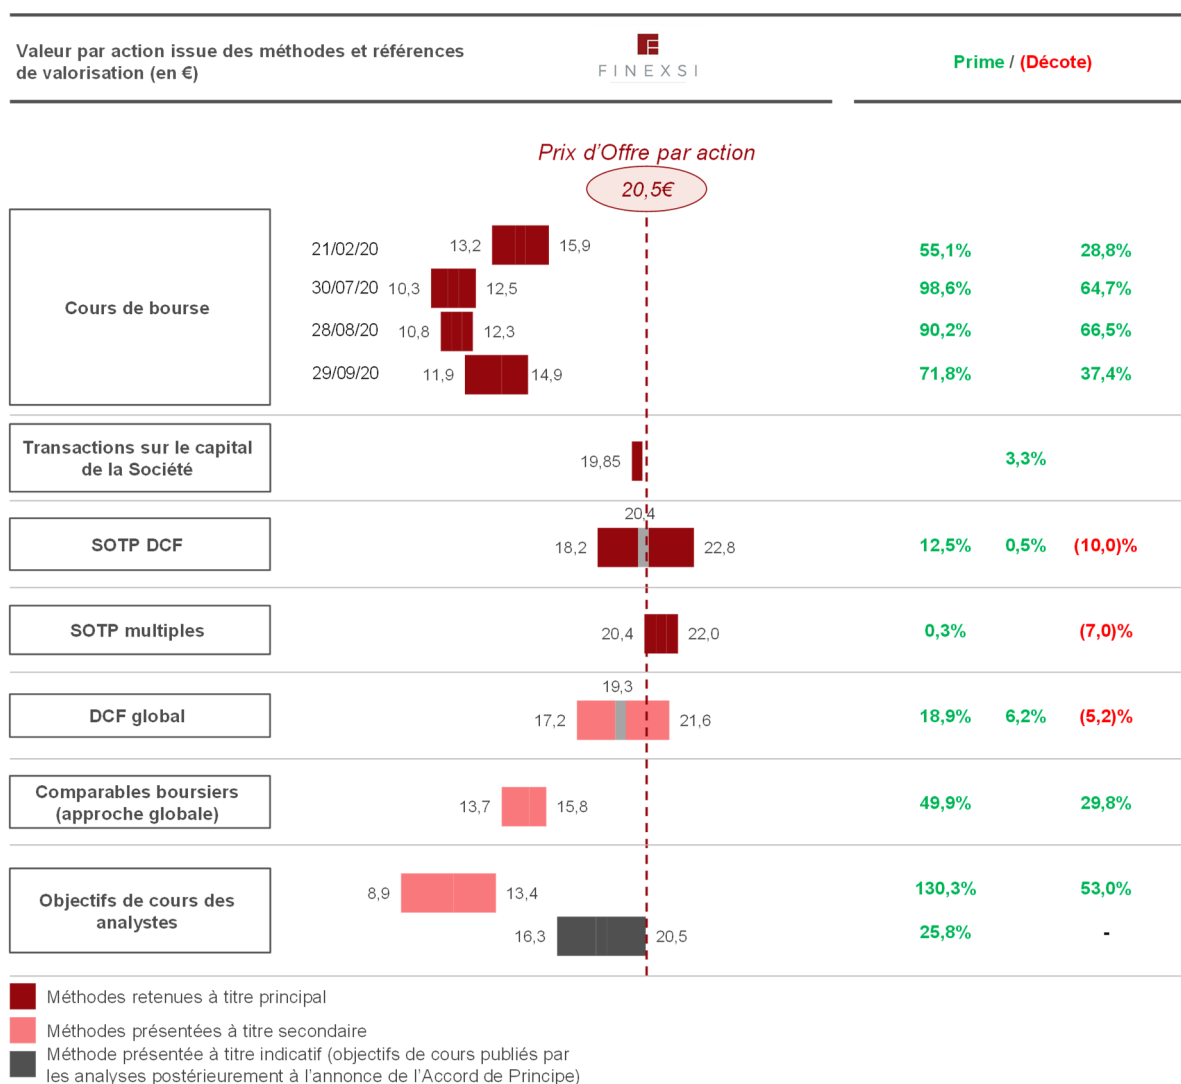 Valeur par action issue des méthodes et références
de valorisation (en €)
FINEXSI
Prime / (Décote)
Prix d’Offre par action
20,5€
Cours de bourse
21/02/20 13,2 15,9 55,1% 28,8%
30/07/20 10,3 12,5 98,6% 64,7%
28/08/20 10,8 12,3 90,2% 66,5%
29/09/20 11,9 14,9 71,8% 37,4%
Transactions sur le capital
de la Société
19,85 3,3%
20,4
SOTP DCF 18,2 22,8 12,5% 0,5% (10,0)%
SOTP multiples 20,4 22,0 0,3% (7,0)%
19,3
DCF global 17,2 21,6 18,9% 6,2% (5,2)%
Comparables boursiers
(approche globale)
13,7 15,8 49,9% 29,8%
Objectifs de cours des
analystes
8,9 13,4 130,3% 53,0%
16,3 20,5 25,8% -
Méthodes retenues à titre principal
Méthodes présentées à titre secondaire
Méthode présentée à titre indicatif (objectifs de cours publiés par
les analyses postérieurement à l’annonce de l’Accord de Principe)